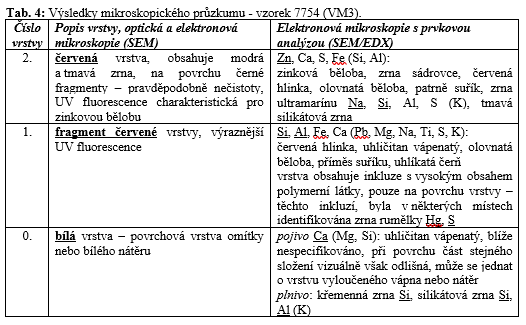 Tab. 4: Výsledky mikroskopického průzkumu - vzorek 7754 (VM3).
Číslo vrstvy
Popis vrstvy, optická a elektronová mikroskopie (SEM)
Elektronová mikroskopie s prvkovou analýzou (SEM/EDX)
2.
červená vrstva, obsahuje modrá
a tmavá zrna, na povrchu černé
fragmenty – pravděpodobně nečistoty,
UV fluorescence charakteristická pro
zinkovou bělobu
Zn, Ca, S, Fe (Si, Al):
zinková běloba, zrna sádrovce, červená
hlinka, olovnatá běloba, patrně suřík, zrna
ultramarínu Na, Si, Al, S (K), tmavá
silikátová zrna
1.
fragment červené vrstvy, výraznější
UV fluorescence
Si, Al, Fe, Ca (Pb, Mg, Na, Ti, S, K):
červená hlinka, uhličitan vápenatý, olovnatá
běloba, příměs suříku, uhlíkatá čerň
vrstva obsahuje inkluze s vysokým obsahem
polymerní látky, pouze na povrchu vrstvy –
těchto inkluzí, byla v některých místech
identifikována zrna rumělky Hg, S
0.
bílá vrstva – povrchová vrstva omítky
nebo bílého nátěru
pojivo Ca (Mg, Si): uhličitan vápenatý, blíže
nespecifikováno, při povrchu část stejného
složení vizuálně však odlišná, může se jednat
o vrstvu vyloučeného vápna nebo nátěr
plnivo: křemenná zrna Si, silikátová zrna Si,
Al (K)